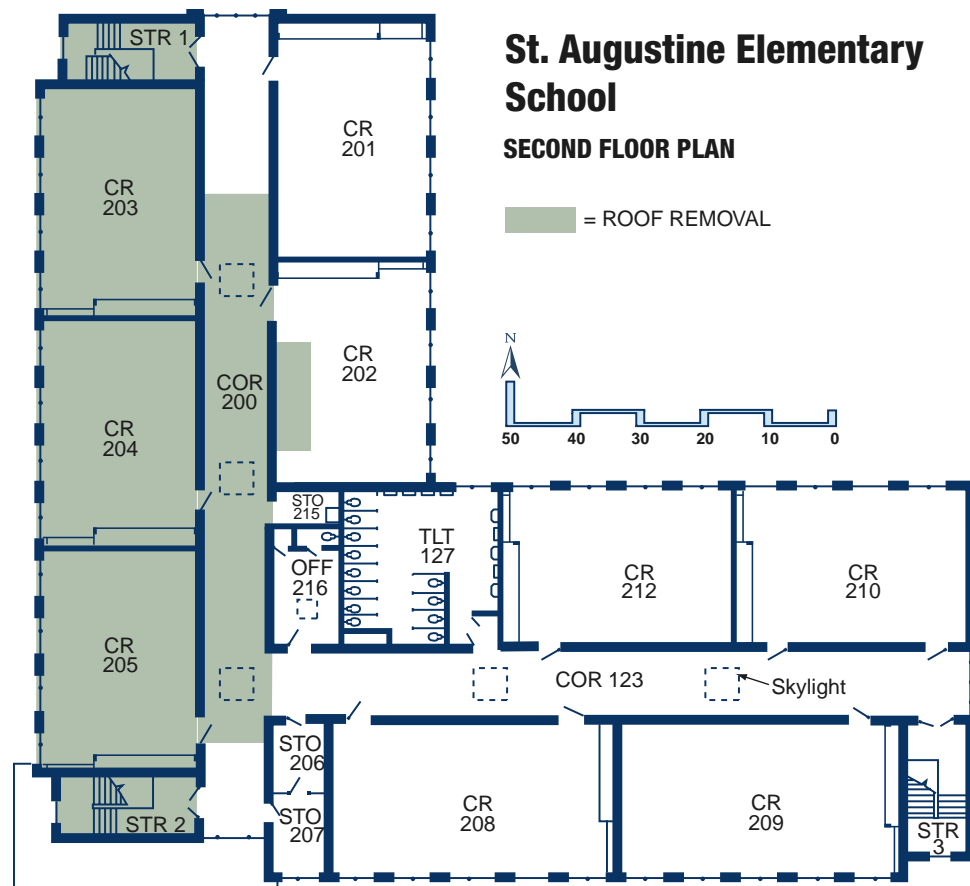 St. Augustine Elementary
School
SECOND FLOOR PLAN
= ROOF REMOVAL
STR 1
CR
201
CR
203
CR
202
COR
200
CR
204
N
50 40 30 20 10 0
STO
215
TLT
127
OFF
216
CR
212
CR
210
CR
205
COR 123
Skylight
STO
206
STO
207
CR
208
CR
209
STR 2
STR
3